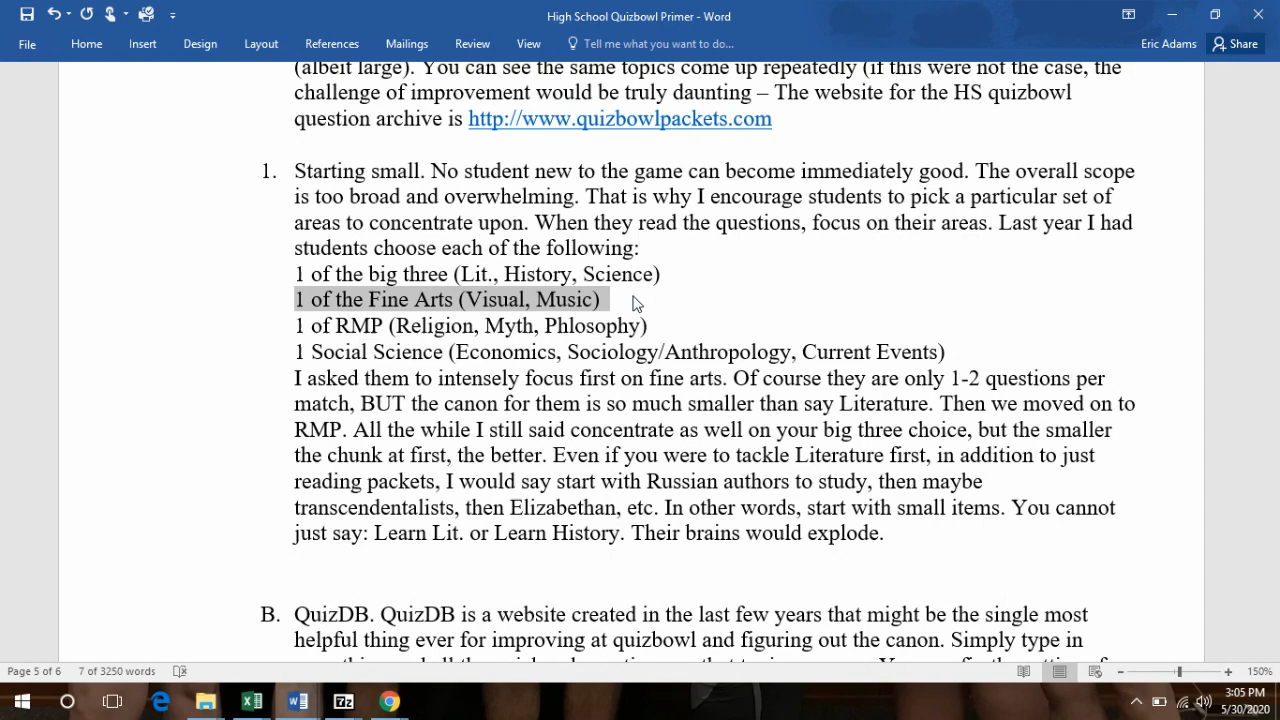 High School Quizbowl Primer - Word
File Home Insert Design Layout References Mailings Review View Tell me what you want to do... Eric Adams Share
(albeit large). You can see the same topics come up repeatedly (if this were not the case, the
challenge of improvement would be truly daunting – The website for the HS quizbowl
question archive is http://www.quizbowlpackets.com
1. Starting small. No student new to the game can become immediately good. The overall scope
is too broad and overwhelming. That is why I encourage students to pick a particular set of
areas to concentrate upon. When they read the questions, focus on their areas. Last year I had
students choose each of the following:
1 of the big three (Lit., History, Science)
1 of the Fine Arts (Visual, Music)
1 of RMP (Religion, Myth, Phlosophy)
1 Social Science (Economics, Sociology/Anthropology, Current Events)
I asked them to intensely focus first on fine arts. Of course they are only 1-2 questions per
match, BUT the canon for them is so much smaller than say Literature. Then we moved on to
RMP. All the while I still said concentrate as well on your big three choice, but the smaller
the chunk at first, the better. Even if you were to tackle Literature first, in addition to just
reading packets, I would say start with Russian authors to study, then maybe
transcendentalists, then Elizabethan, etc. In other words, start with small items. You cannot
just say: Learn Lit. or Learn History. Their brains would explode.
B. QuizDB. QuizDB is a website created in the last few years that might be the single most
helpful thing ever for improving at quizbowl and figuring out the canon. Simply type in
Page 5 of 6 7 of 3250 words 150%
3:05 PM
5/30/2020